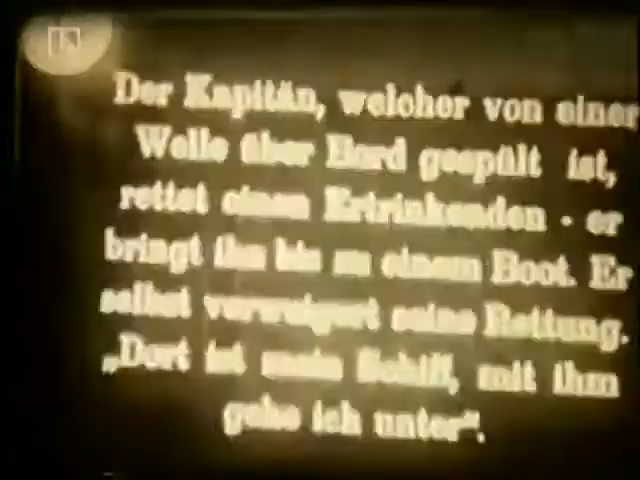 Der Kapitän, welcher von einer
Welle über Bord gespült ist,
rettet einen Ertrinkenden - er
bringt ihn bis zu einem Boot. Er
selbst verweigert seine Rettung.
„Dort ist mein Schiff, mit ihm
gehe ich unter“.